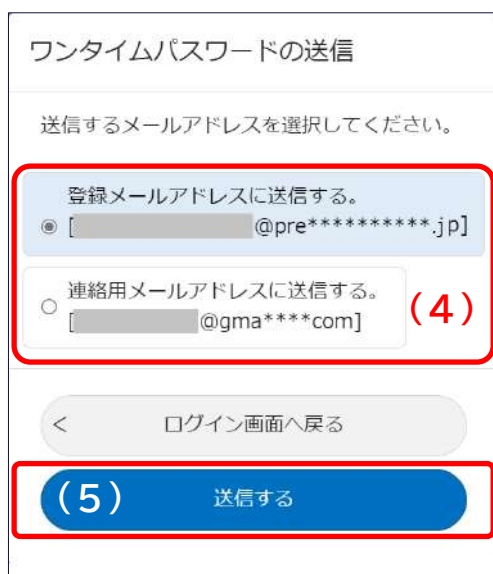 ワンタイムパスワードの送信
送信するメールアドレスを選択してください。
登録メールアドレスに送信する。
[ @pre**********.jp]
連絡用メールアドレスに送信する。
[ @gma****com]
(4)
< ログイン画面へ戻る
(5) 送信する